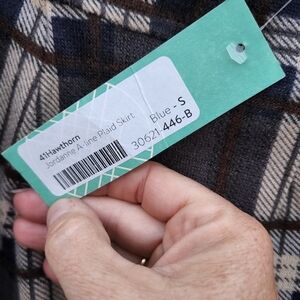 41Hawthorn
Jordanne A-line Plaid Skirt
Blue - S
30621 446-B